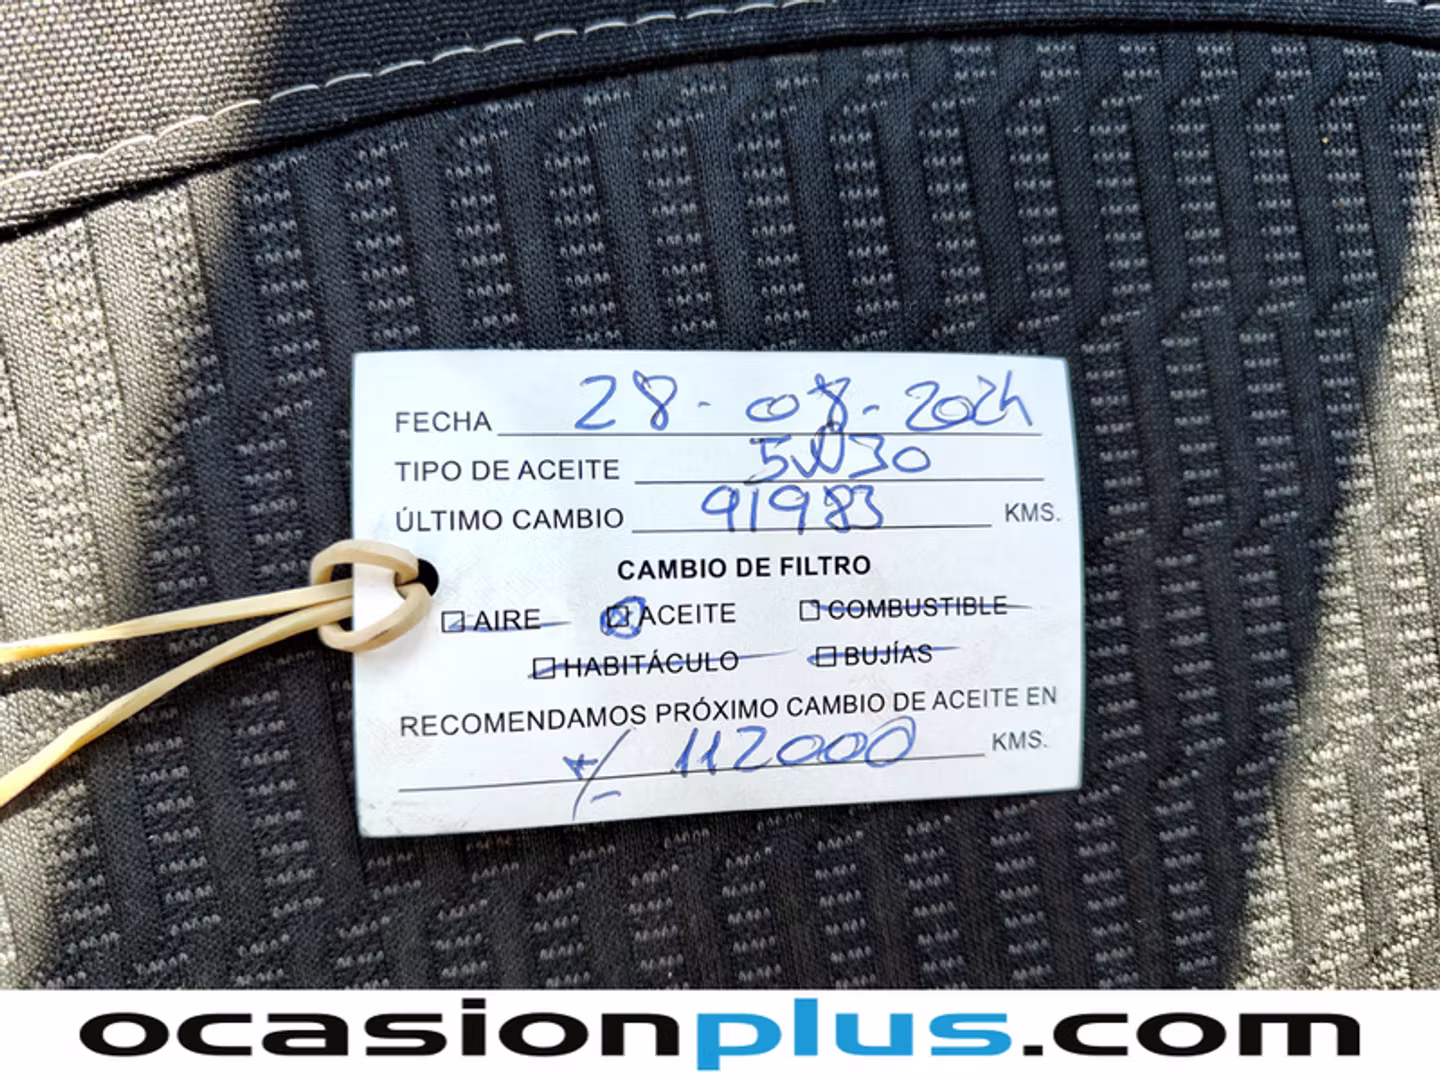 FECHA 28-08-2024
TIPO DE ACEITE 5W30
ÚLTIMO CAMBIO 91983 KMS.
CAMBIO DE FILTRO
AIRE ACEITE COMBUSTIBLE
HABITÁCULO BUJÍAS
RECOMENDAMOS PRÓXIMO CAMBIO DE ACEITE EN
+/- 112000 KMS.
ocasionplus.com